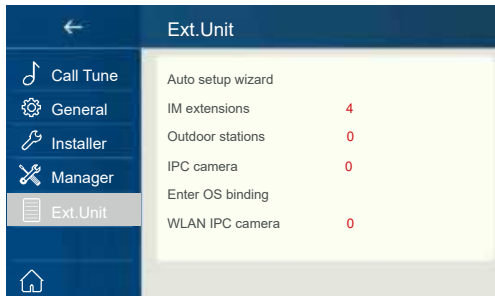 Ext.Unit
Call Tune
General
Installer
Manager
Ext.Unit
Auto setup wizard
IM extensions 4
Outdoor stations 0
IPC camera 0
Enter OS binding
WLAN IPC camera 0